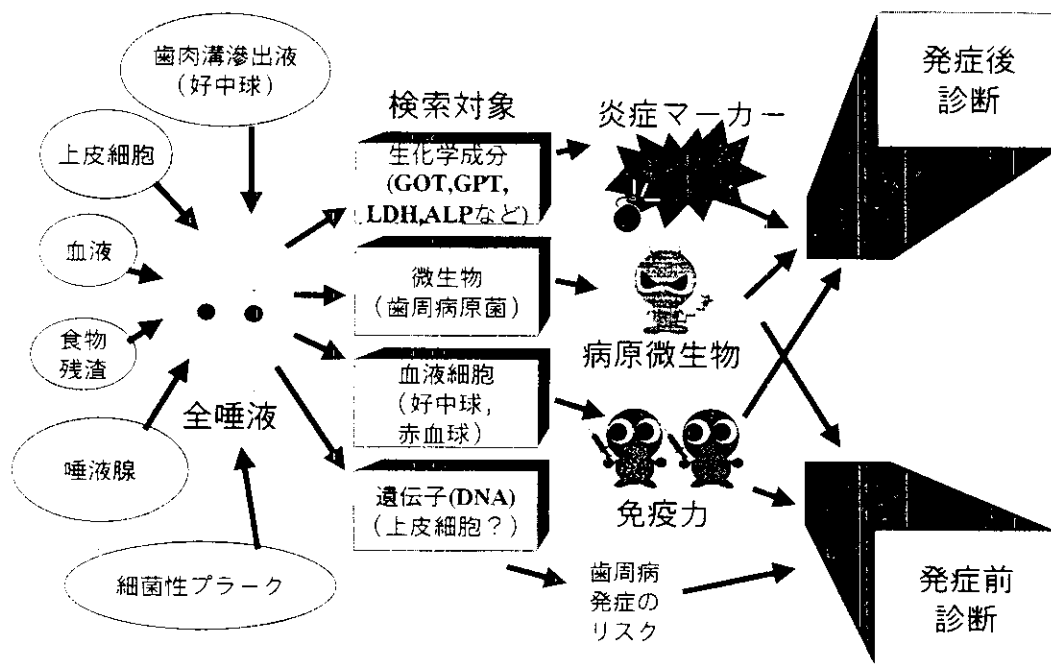 歯肉溝滲出液
(好中球)
上皮細胞
血液
食物
残渣
唾液腺
細菌性プラーク
全唾液
検索対象
生化学成分
(GOT,GPT,
LDH,ALPなど)
微生物
(歯周病原菌)
血液細胞
(好中球,
赤血球)
遺伝子(DNA)
(上皮細胞？)
炎症マーカー
病原微生物
免疫力
歯周病
発症の
リスク
発症後
診断
発症前
診断